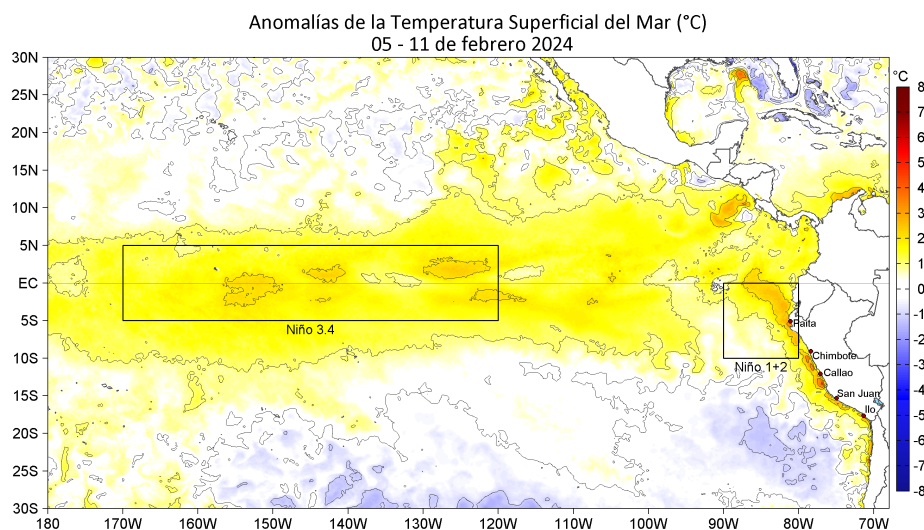 Anomalías de la Temperatura Superficial del Mar (°C)
05 - 11 de febrero 2024
30N
25N
20N
15N
10N
5N
EC
5S
10S
15S
20S
25S
30S
180
170W
160W
150W
140W
130W
120W
110W
100W
90W
80W
70W
Niño 3.4
Niño 1+2
Paita
Chimbote
Callao
San Juan
Ilo
°C
8
7
6
5
4
3
2
1
0
-1
-2
-3
-4
-5
-6
-7
-8